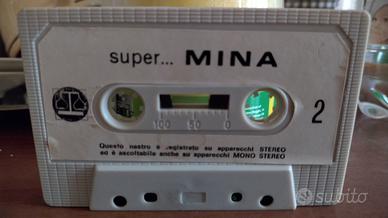 super... MINA
2
100 50 0
Questo nastro è registrato su apparecchi STEREO
ed è ascoltabile anche su apparecchi MONO STEREO
subito